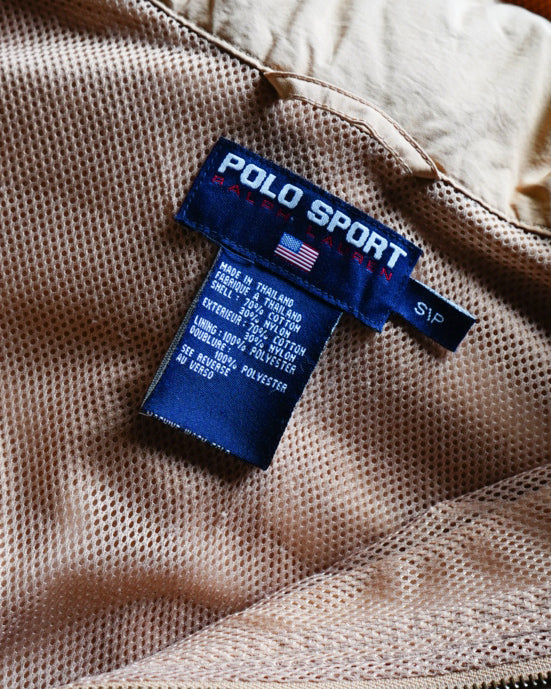 POLO SPORT
RALPH LAUREN
S\P
MADE IN THAILAND
FABRIQUE A THAILAND
SHELL : 70% COTTON
30% NYLON
EXTERIEUR: 70% COTTON
30% NYLON
LINING: 100% POLYESTER
DOUBLURE :
100% POLYESTER
SEE REVERSE
AU VERSO